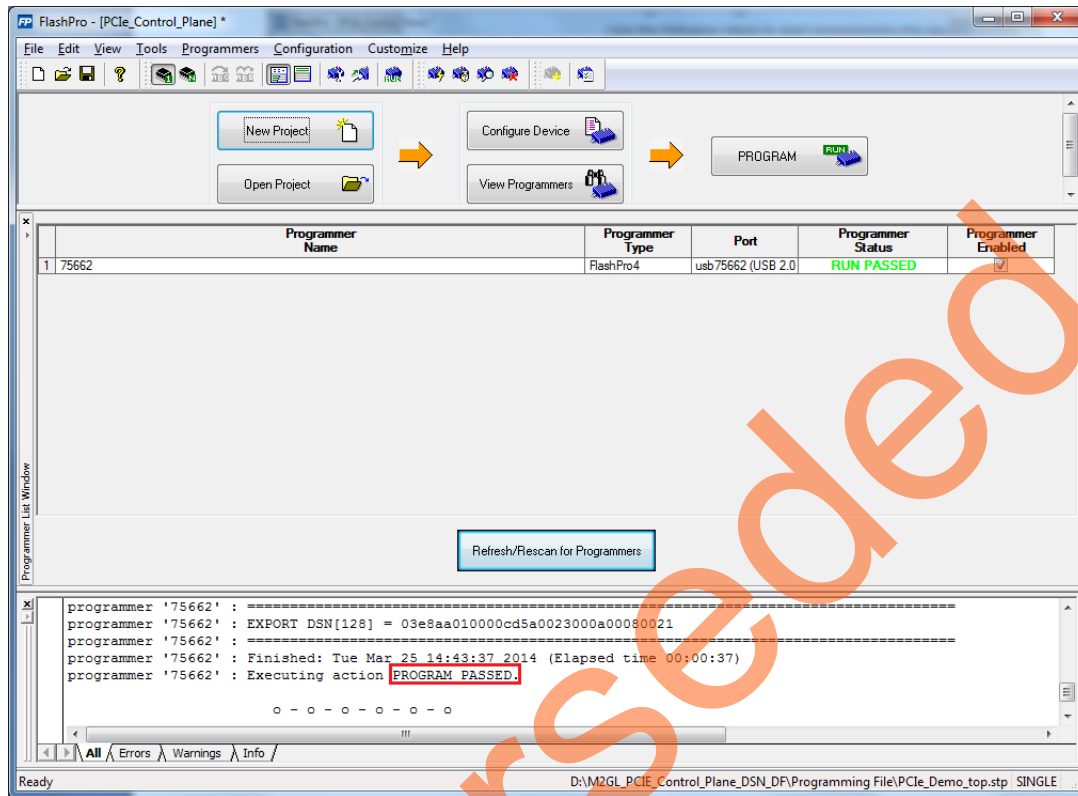 FlashPro - [PCIe_Control_Plane] *
File Edit View Tools Programmers Configuration Customize Help
New Project
Configure Device
PROGRAM
RUN
Open Project
View Programmers
Programmer Name
Programmer Type
Port
Programmer Status
Programmer Enabled
1 75662 FlashPro4 usb75662 (USB 2.0 RUN PASSED
Programmer List Window
Refresh/Rescan for Programmers
programmer '75662' : =====================================================================================
programmer '75662' : EXPORT DSN[128] = 03e8aa010000cd5a0023000a00080021
programmer '75662' : =====================================================================================
programmer '75662' : Finished: Tue Mar 25 14:43:37 2014 (Elapsed time 00:00:37)
programmer '75662' : Executing action PROGRAM PASSED.
o - o - o - o - o - o
All Errors Warnings Info
Ready D:\M2GL_PCIE_Control_Plane_DSN_DF\Programming File\PCIe_Demo_top.stp SINGLE
rseded